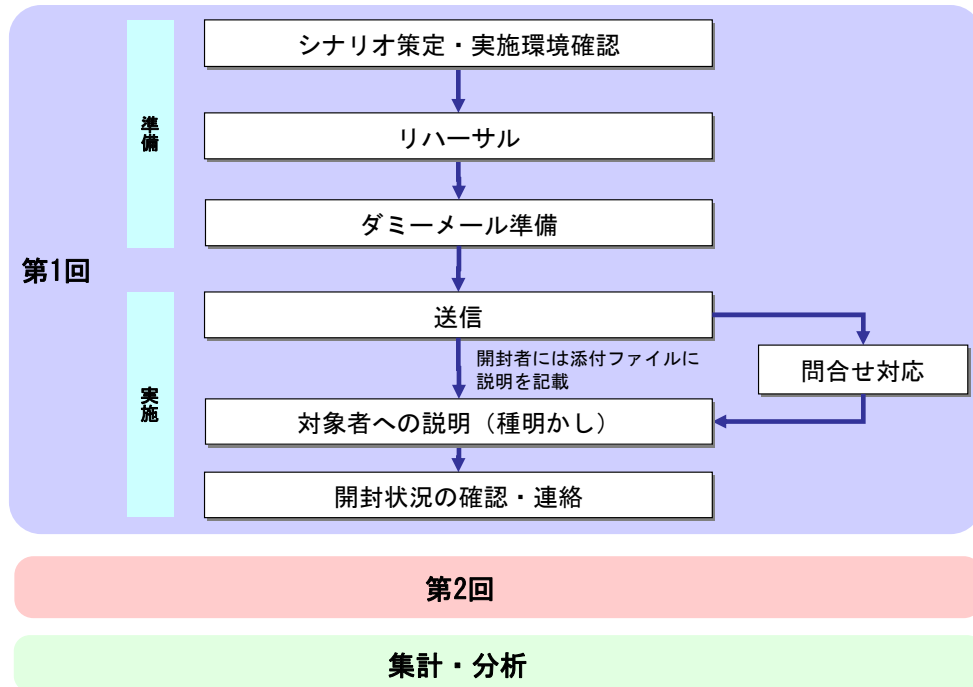 シナリオ策定・実施環境確認
準備
リハーサル
ダミーメール準備
第1回
送信
開封者には添付ファイルに
説明を記載
問合せ対応
実施
対象者への説明（種明かし）
開封状況の確認・連絡
第2回
集計・分析